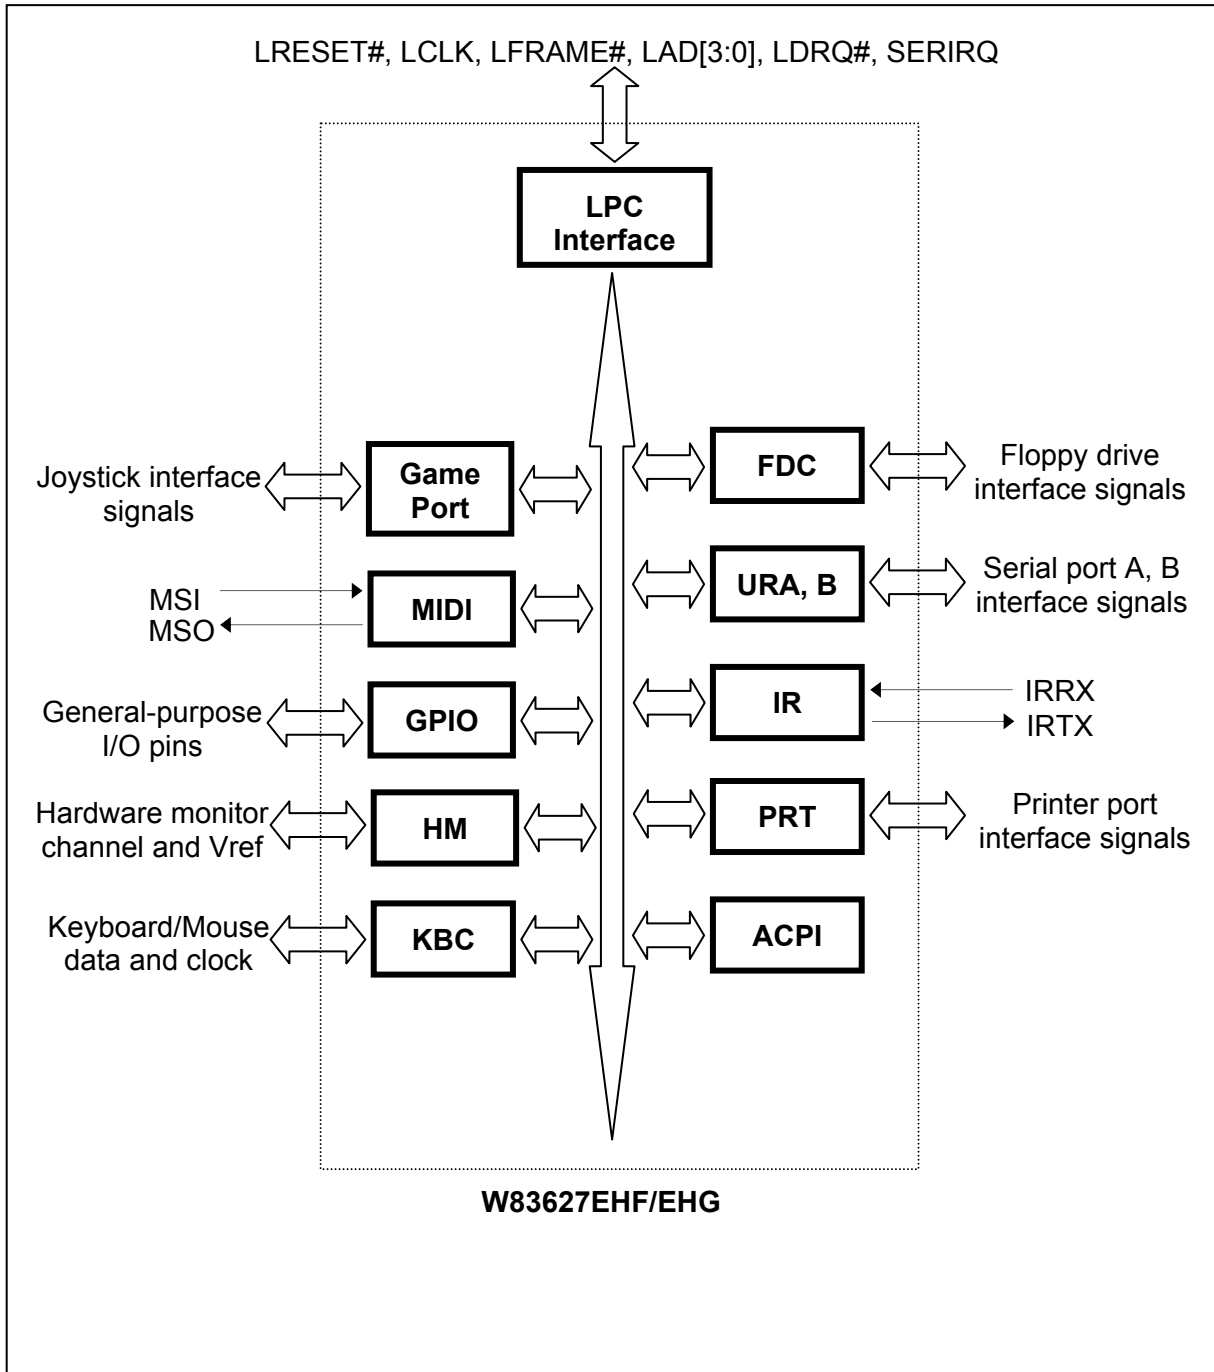 LRESET#, LCLK, LFRAME#, LAD[3:0], LDRQ#, SERIRQ
LPC
Interface
Joystick interface
signals
Game
Port
FDC
Floppy drive
interface signals
MSI
MSO
MIDI
URA, B
Serial port A, B
interface signals
General-purpose
I/O pins
GPIO
IR
IRRX
IRTX
Hardware monitor
channel and Vref
HM
PRT
Printer port
interface signals
Keyboard/Mouse
data and clock
KBC
ACPI
W83627EHF/EHG